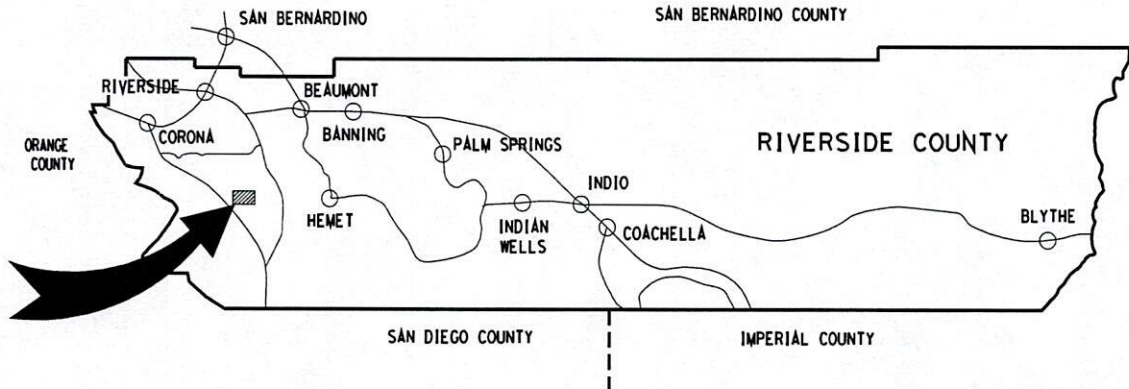 SAN BERNARDINO
SAN BERNARDINO COUNTY
RIVERSIDE
BEAUMONT
CORONA
BANNING
ORANGE
COUNTY
PALM SPRINGS
RIVERSIDE COUNTY
HEMET
INDIAN
WELLS
INDIO
COACHELLA
BLYTHE
SAN DIEGO COUNTY
IMPERIAL COUNTY